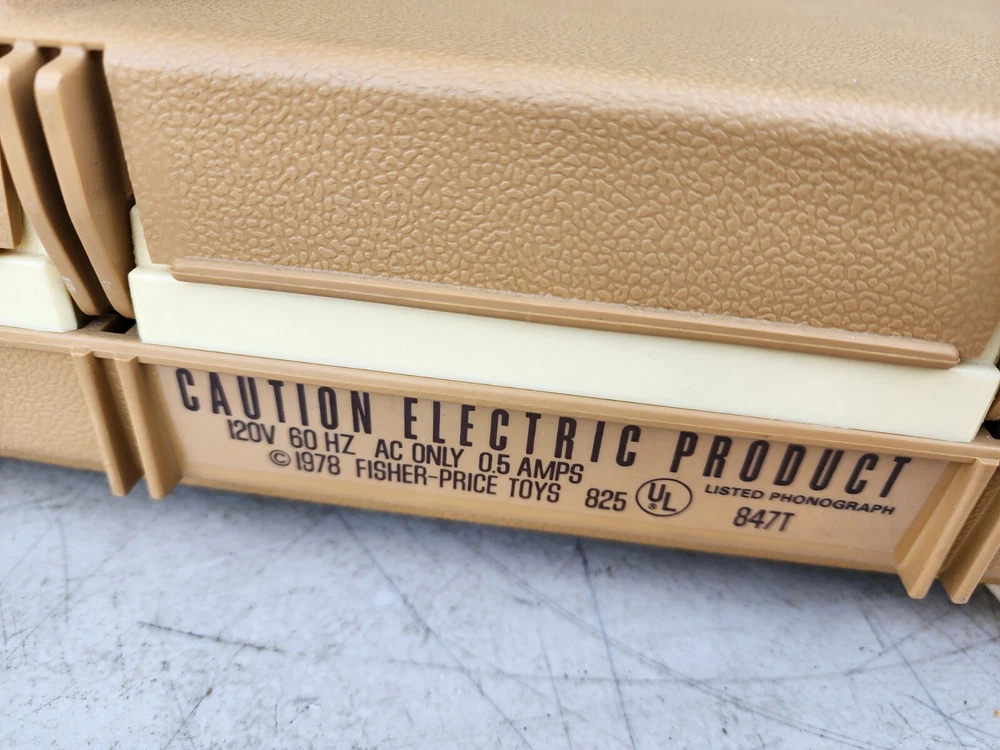 CAUTION ELECTRIC PRODUCT
120V 60 HZ AC ONLY 0.5 AMPS
©1978 FISHER-PRICE TOYS 825 UL ® LISTED PHONOGRAPH
847T